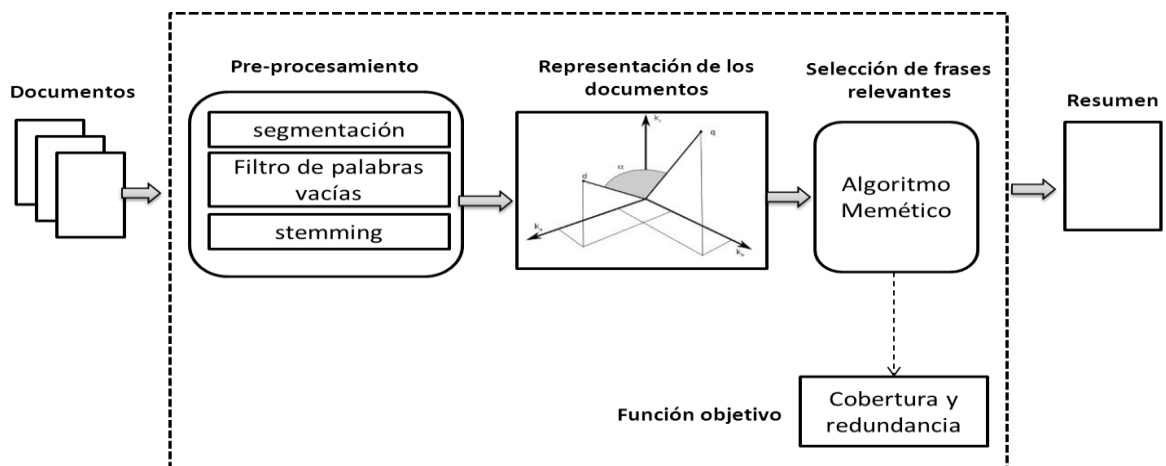 Documentos
Pre-procesamiento
segmentación
Filtro de palabras
vacías
stemming
Representación de los
documentos
q
α
d
Selección de frases
relevantes
Algoritmo
Memético
Función objetivo
Cobertura y
redundancia
Resumen